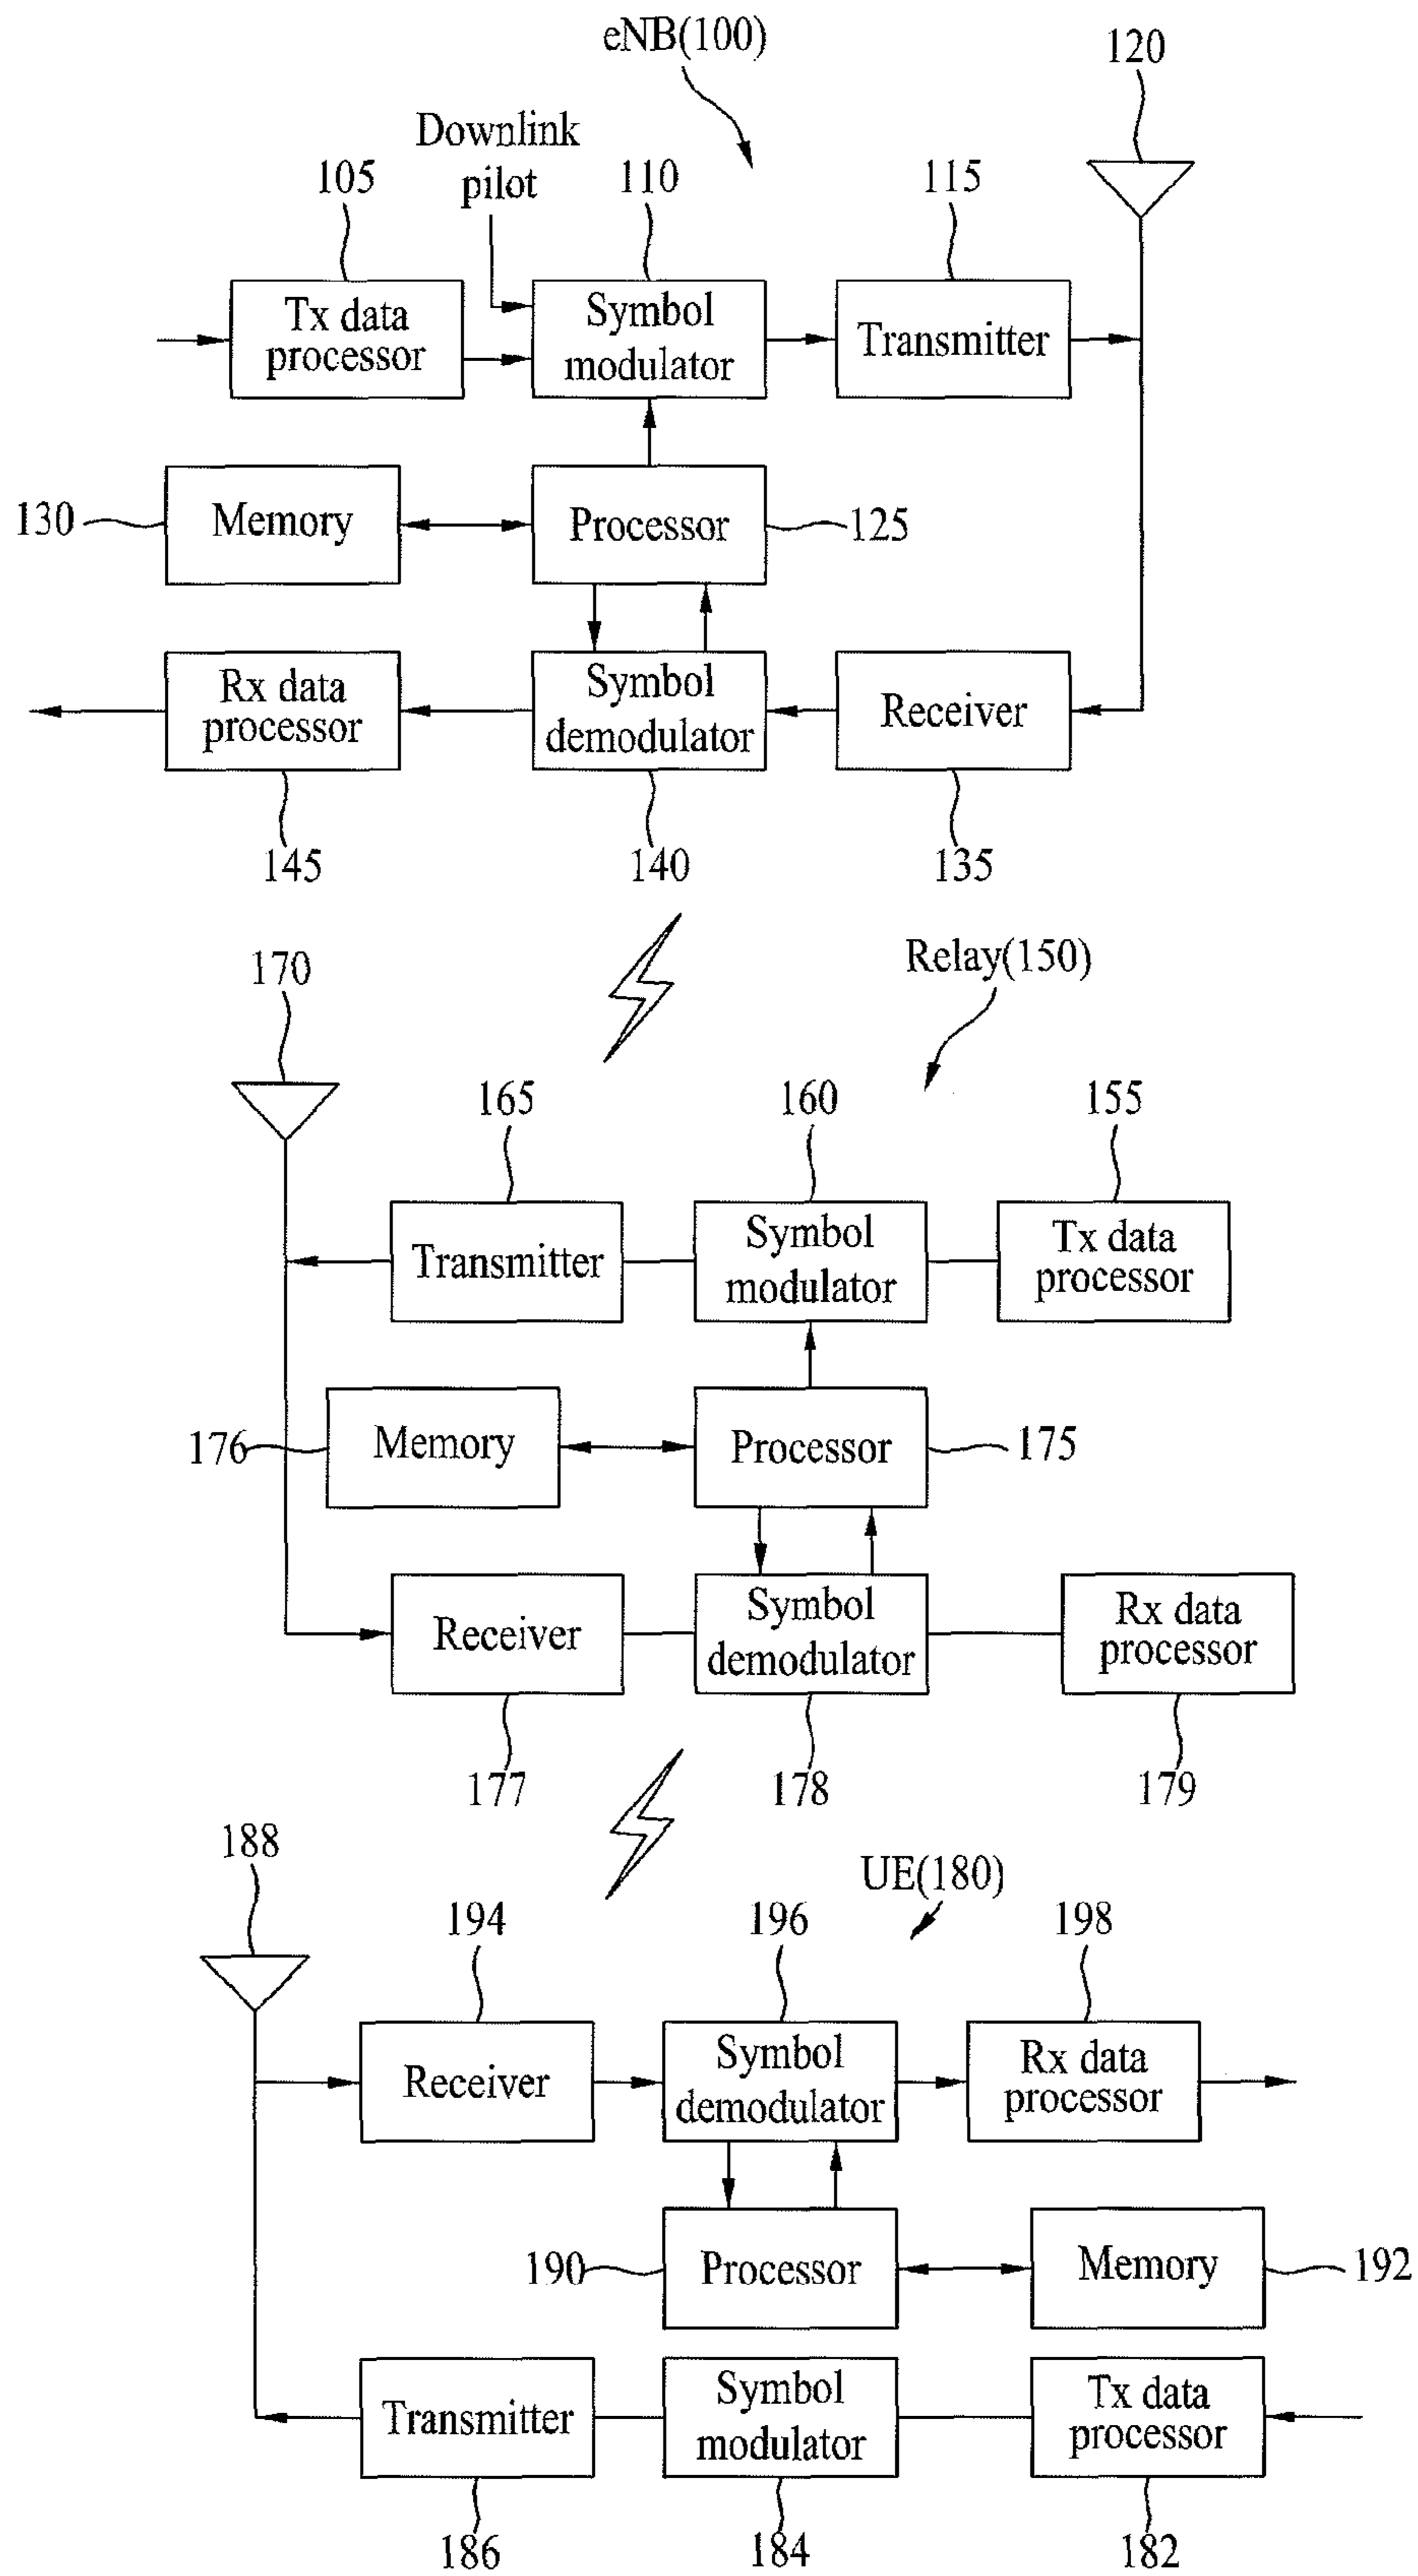 eNB(100)
120
Downlink
pilot
105
110
115
Tx data
processor
Symbol
modulator
Transmitter
130
Memory
Processor
125
Rx data
processor
Symbol
demodulator
Receiver
145
140
135
Relay(150)
170
165
160
155
Transmitter
Symbol
modulator
Tx data
processor
176
Memory
Processor
175
Receiver
Symbol
demodulator
Rx data
processor
177
178
179
188
UE(180)
194
196
198
Receiver
Symbol
demodulator
Rx data
processor
190
Processor
Memory
192
Transmitter
Symbol
modulator
Tx data
processor
186
184
182